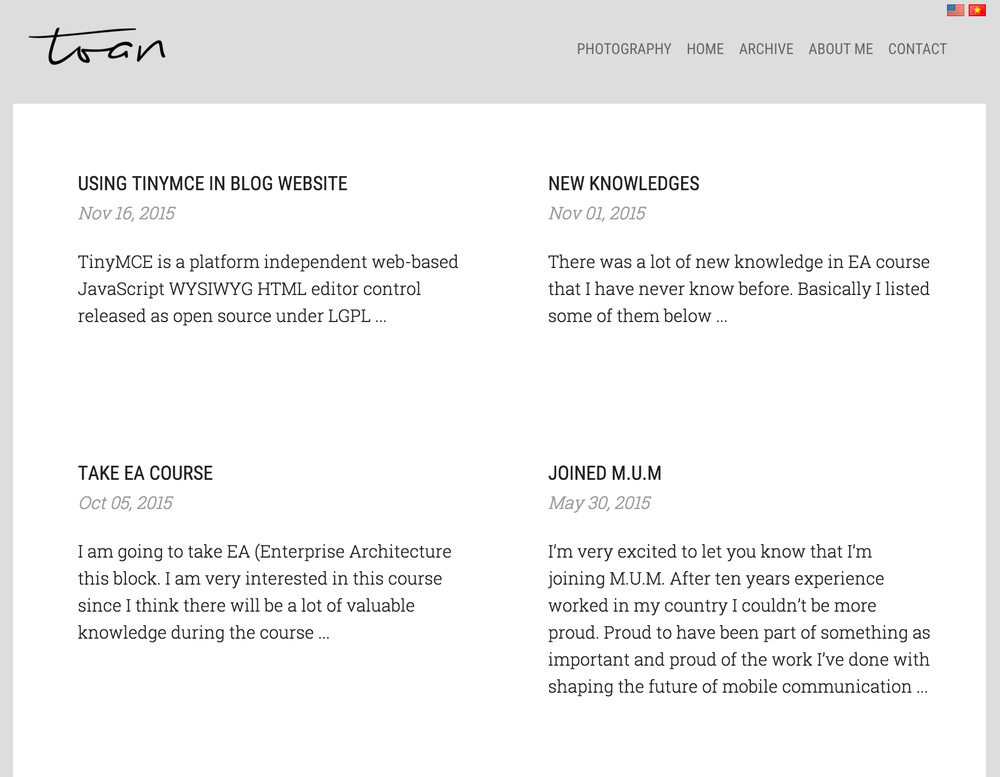 toan
PHOTOGRAPHY HOME ARCHIVE ABOUT ME CONTACT
USING TINYMCE IN BLOG WEBSITE
Nov 16, 2015
TinyMCE is a platform independent web-based
JavaScript WYSIWYG HTML editor control
released as open source under LGPL ...
NEW KNOWLEDGES
Nov 01, 2015
There was a lot of new knowledge in EA course
that I have never know before. Basically I listed
some of them below ...
TAKE EA COURSE
Oct 05, 2015
I am going to take EA (Enterprise Architecture
this block. I am very interested in this course
since I think there will be a lot of valuable
knowledge during the course ...
JOINED M.U.M
May 30, 2015
I’m very excited to let you know that I’m
joining M.U.M. After ten years experience
worked in my country I couldn’t be more
proud. Proud to have been part of something as
important and proud of the work I’ve done with
shaping the future of mobile communication ...